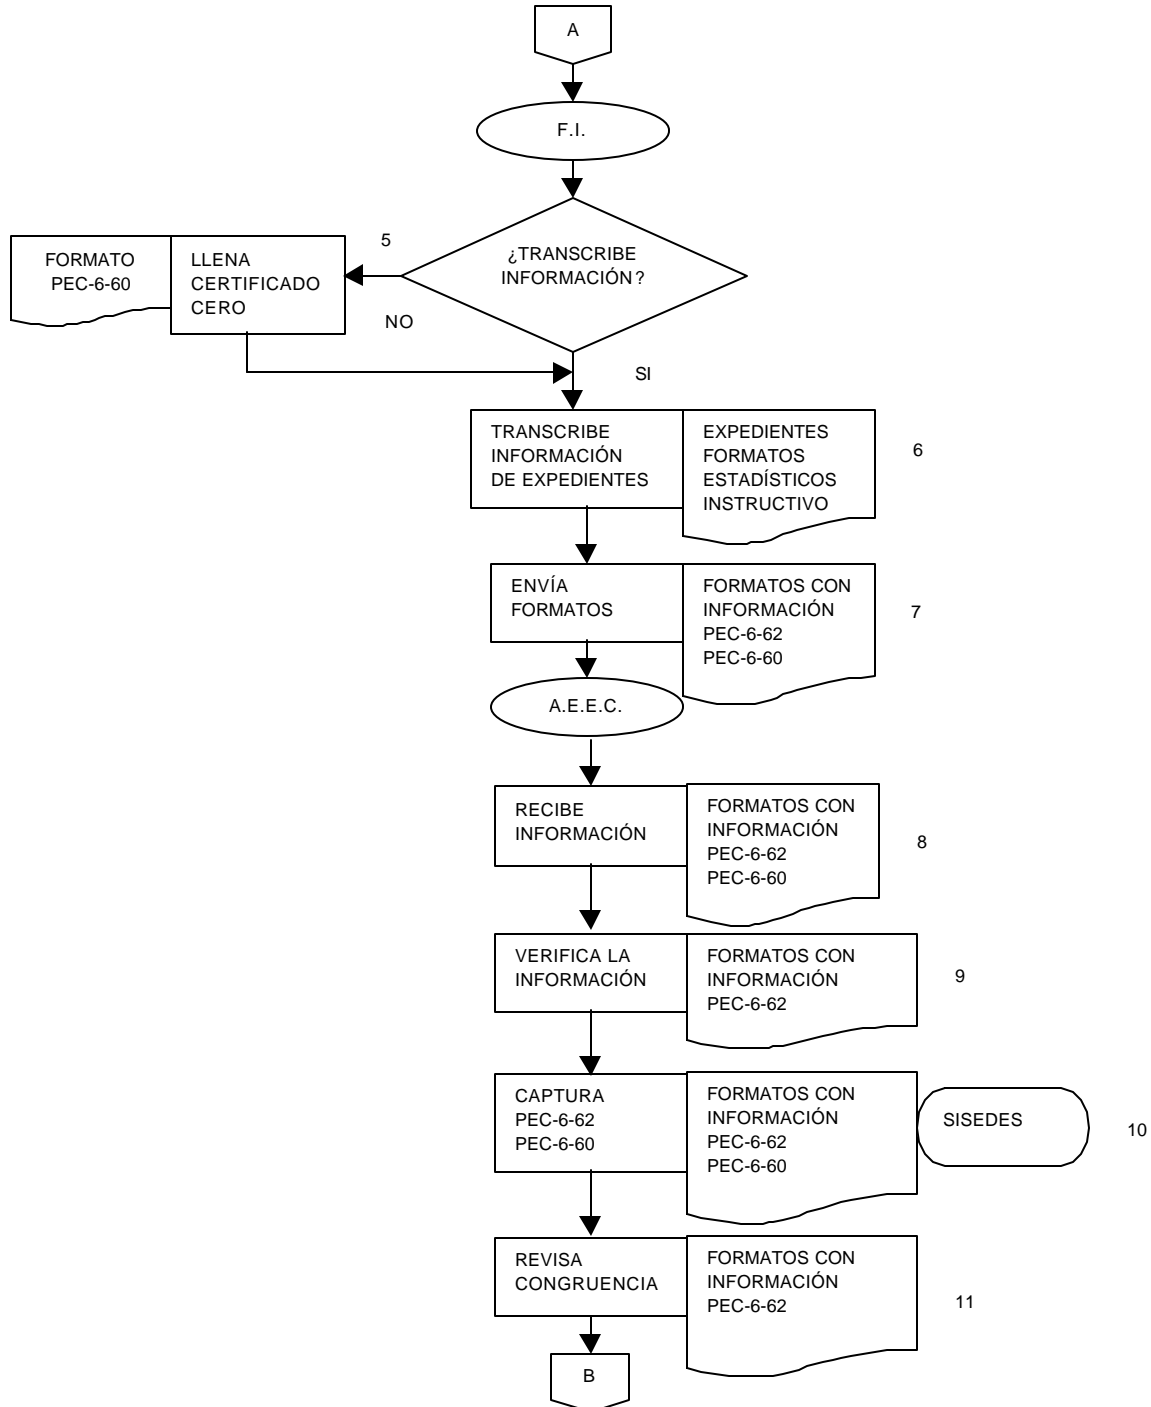 A
F.I.
¿TRANSCRIBE
INFORMACIÓN?
5
FORMATO
PEC-6-60
LLENA
CERTIFICADO
CERO
NO
SI
TRANSCRIBE
INFORMACIÓN
DE EXPEDIENTES
EXPEDIENTES
FORMATOS
ESTADÍSTICOS
INSTRUCTIVO
6
ENVÍA
FORMATOS
FORMATOS CON
INFORMACIÓN
PEC-6-62
PEC-6-60
7
A.E.E.C.
RECIBE
INFORMACIÓN
FORMATOS CON
INFORMACIÓN
PEC-6-62
PEC-6-60
8
VERIFICA LA
INFORMACIÓN
FORMATOS CON
INFORMACIÓN
PEC-6-62
9
CAPTURA
PEC-6-62
PEC-6-60
FORMATOS CON
INFORMACIÓN
PEC-6-62
PEC-6-60
SISEDES
10
REVISA
CONGRUENCIA
FORMATOS CON
INFORMACIÓN
PEC-6-62
11
B